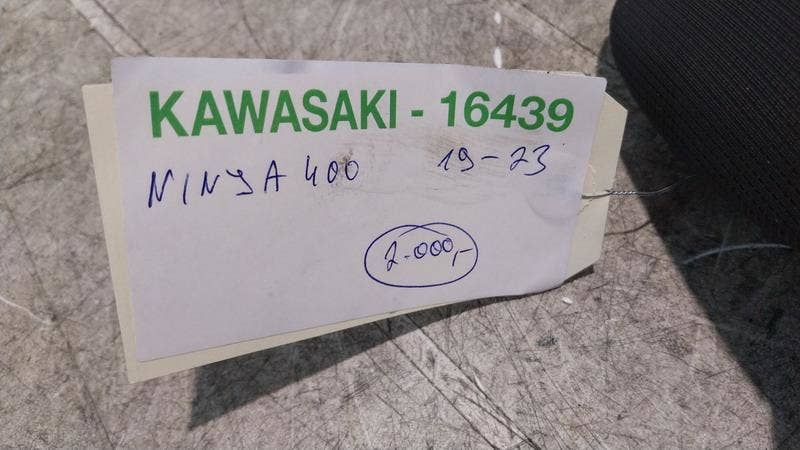 KAWASAKI - 16439
NINJA 400 19-23
2.000,-